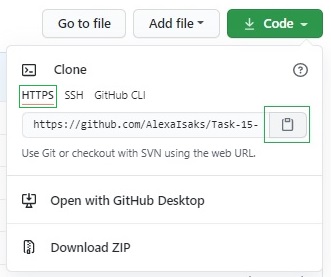 Go to file Add file Code
Clone
HTTPS SSH GitHub CLI
https://github.com/AlexaIsaks/Task-15-
Use Git or checkout with SVN using the web URL.
Open with GitHub Desktop
Download ZIP